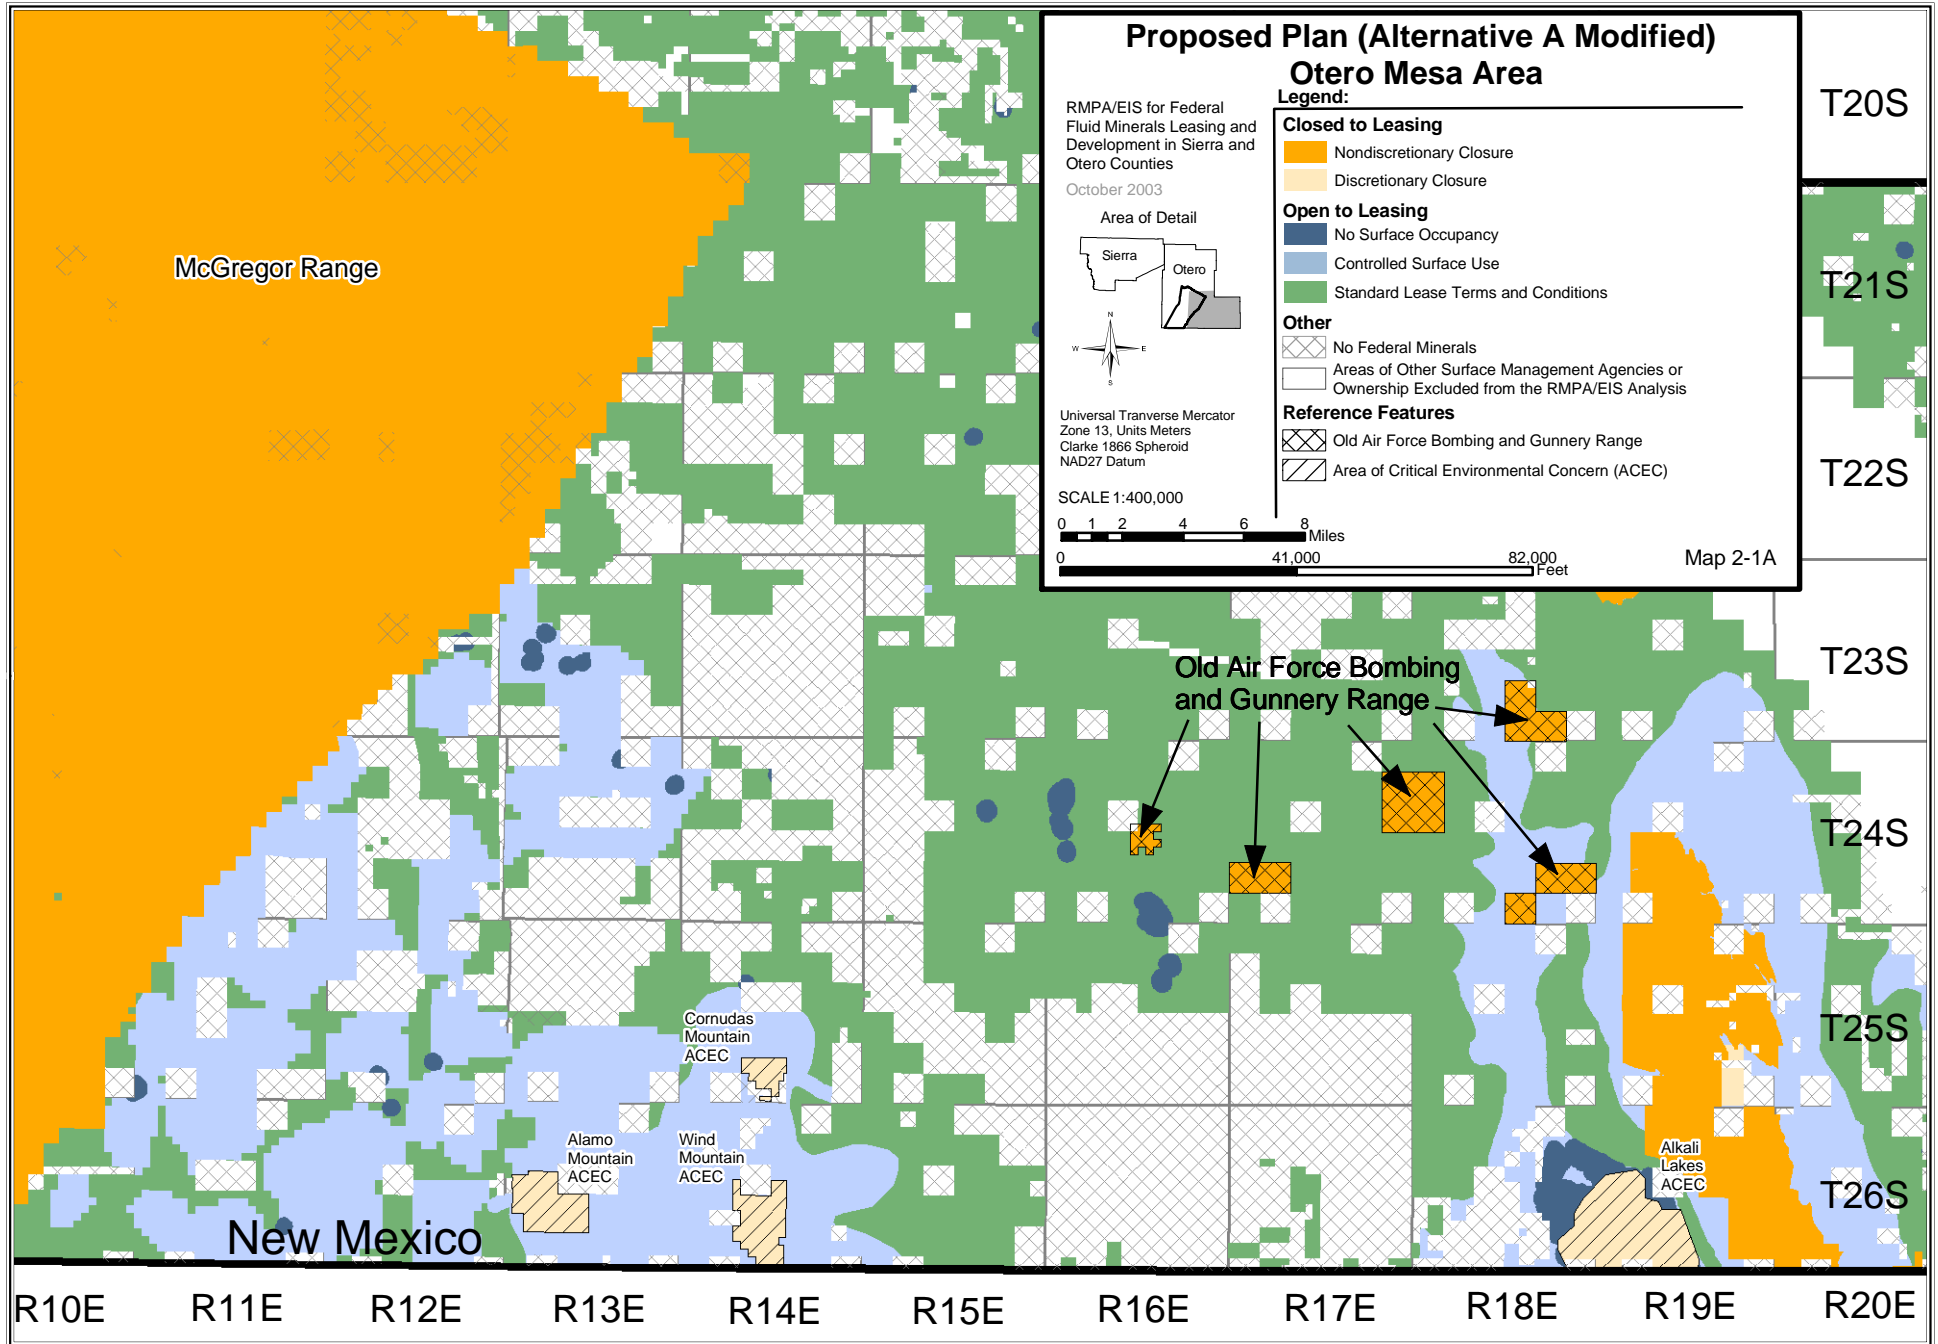 Proposed Plan (Alternative A Modified)
Otero Mesa Area
RMPA/EIS for Federal
Fluid Minerals Leasing and
Development in Sierra and
Otero Counties
October 2003
Area of Detail
Sierra
Otero
N
W
E
S
Universal Tranverse Mercator
Zone 13, Units Meters
Clarke 1866 Spheroid
NAD27 Datum
SCALE 1:400,000
0 1 2 4 6 8
Miles
0 41,000 82,000
Feet
Legend:
Closed to Leasing
Nondiscretionary Closure
Discretionary Closure
Open to Leasing
No Surface Occupancy
Controlled Surface Use
Standard Lease Terms and Conditions
Other
No Federal Minerals
Areas of Other Surface Management Agencies or
Ownership Excluded from the RMPA/EIS Analysis
Reference Features
Old Air Force Bombing and Gunnery Range
Area of Critical Environmental Concern (ACEC)
Map 2-1A
McGregor Range
Old Air Force Bombing
and Gunnery Range
Cornudas
Mountain
ACEC
Alamo
Mountain
ACEC
Wind
Mountain
ACEC
Alkali
Lakes
ACEC
New Mexico
T20S
T21S
T22S
T23S
T24S
T25S
T26S
R10E R11E R12E R13E R14E R15E R16E R17E R18E R19E R20E